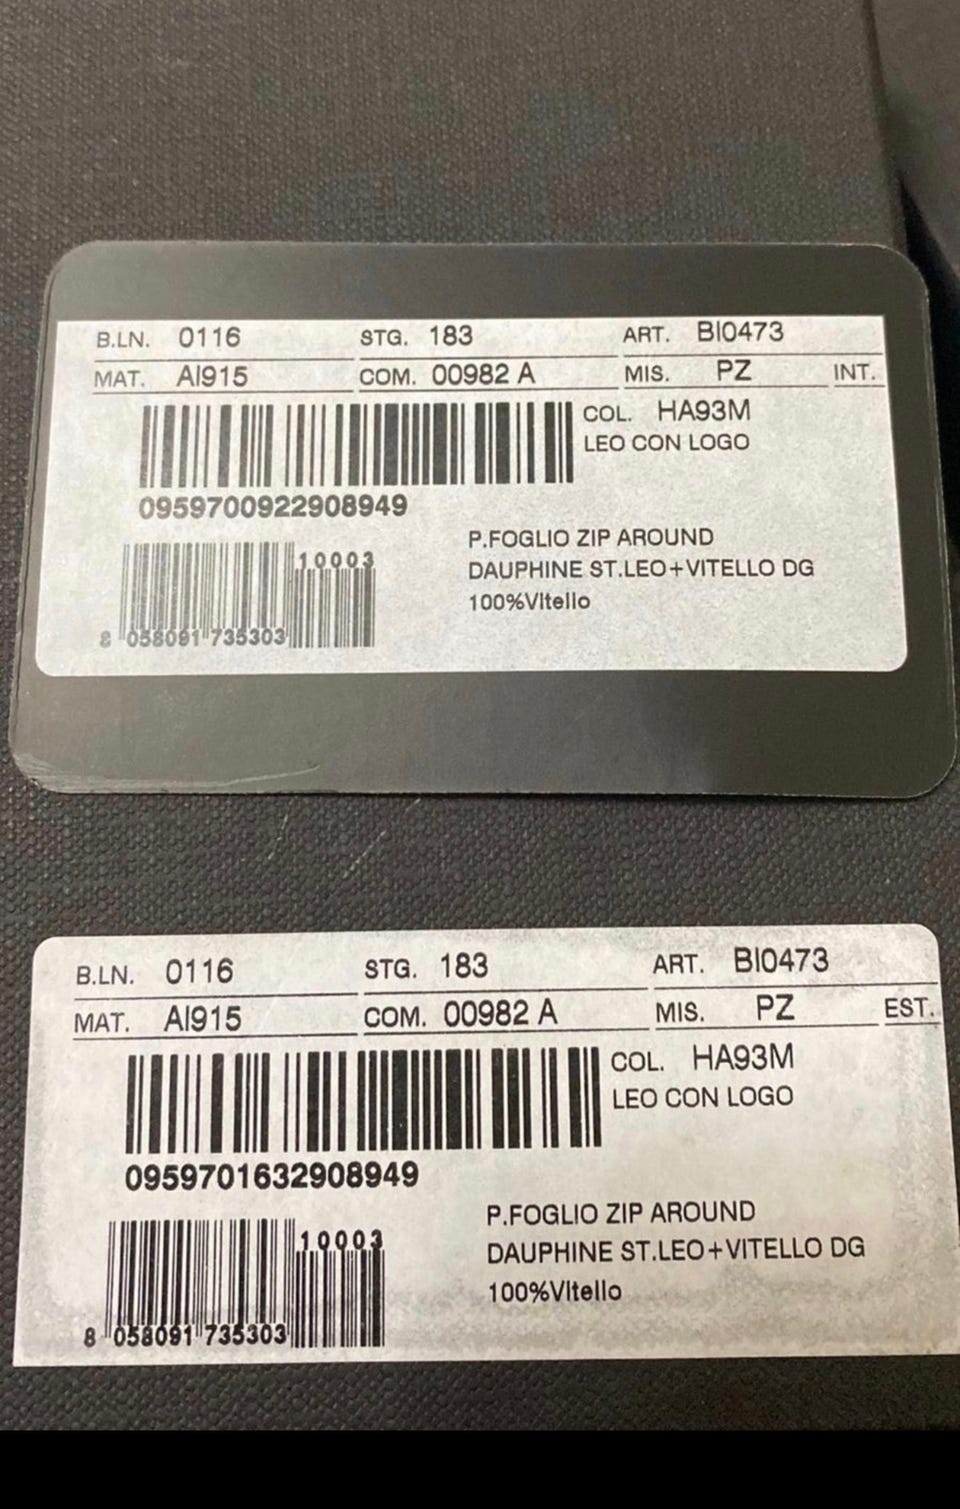 B.LN. 0116 STG. 183 ART. BI0473
MAT. AI915 COM. 00982 A MIS. PZ INT.
COL. HA93M
LEO CON LOGO
0959700922908949
P.FOGLIO ZIP AROUND
DAUPHINE ST.LEO+VITELLO DG
100%Vitello
10003
8 058091 735303
B.LN. 0116 STG. 183 ART. BI0473
MAT. AI915 COM. 00982 A MIS. PZ EST.
COL. HA93M
LEO CON LOGO
0959701632908949
P.FOGLIO ZIP AROUND
DAUPHINE ST.LEO+VITELLO DG
100%Vitello
10003
8 058091 735303